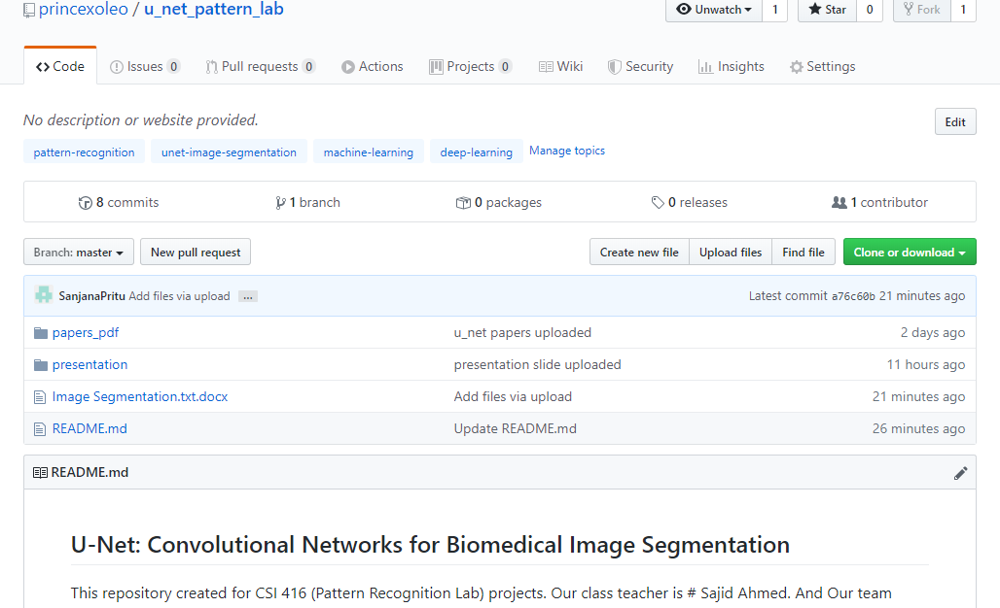 princexoleo / u_net_pattern_lab Unwatch 1 Star 0 Fork 1
Code Issues 0 Pull requests 0 Actions Projects 0 Wiki Security Insights Settings
No description or website provided. Edit
pattern-recognition unet-image-segmentation machine-learning deep-learning Manage topics
8 commits 1 branch 0 packages 0 releases 1 contributor
Branch: master New pull request Create new file Upload files Find file Clone or download
SanjanaPritu Add files via upload ... Latest commit a76c60b 21 minutes ago
papers_pdf u_net papers uploaded 2 days ago
presentation presentation slide uploaded 11 hours ago
Image Segmentation.txt.docx Add files via upload 21 minutes ago
README.md Update README.md 26 minutes ago
README.md
U-Net: Convolutional Networks for Biomedical Image Segmentation
This repository created for CSI 416 (Pattern Recognition Lab) projects. Our class teacher is # Sajid Ahmed. And Our team